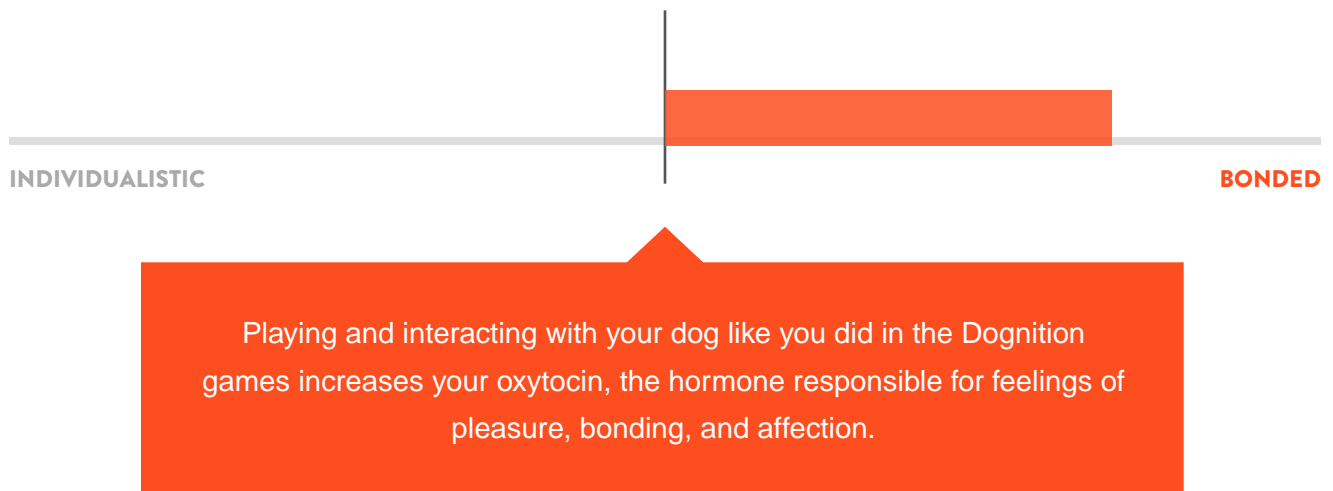 INDIVIDUALISTIC
BONDED
Playing and interacting with your dog like you did in the Dognition
games increases your oxytocin, the hormone responsible for feelings of
pleasure, bonding, and affection.